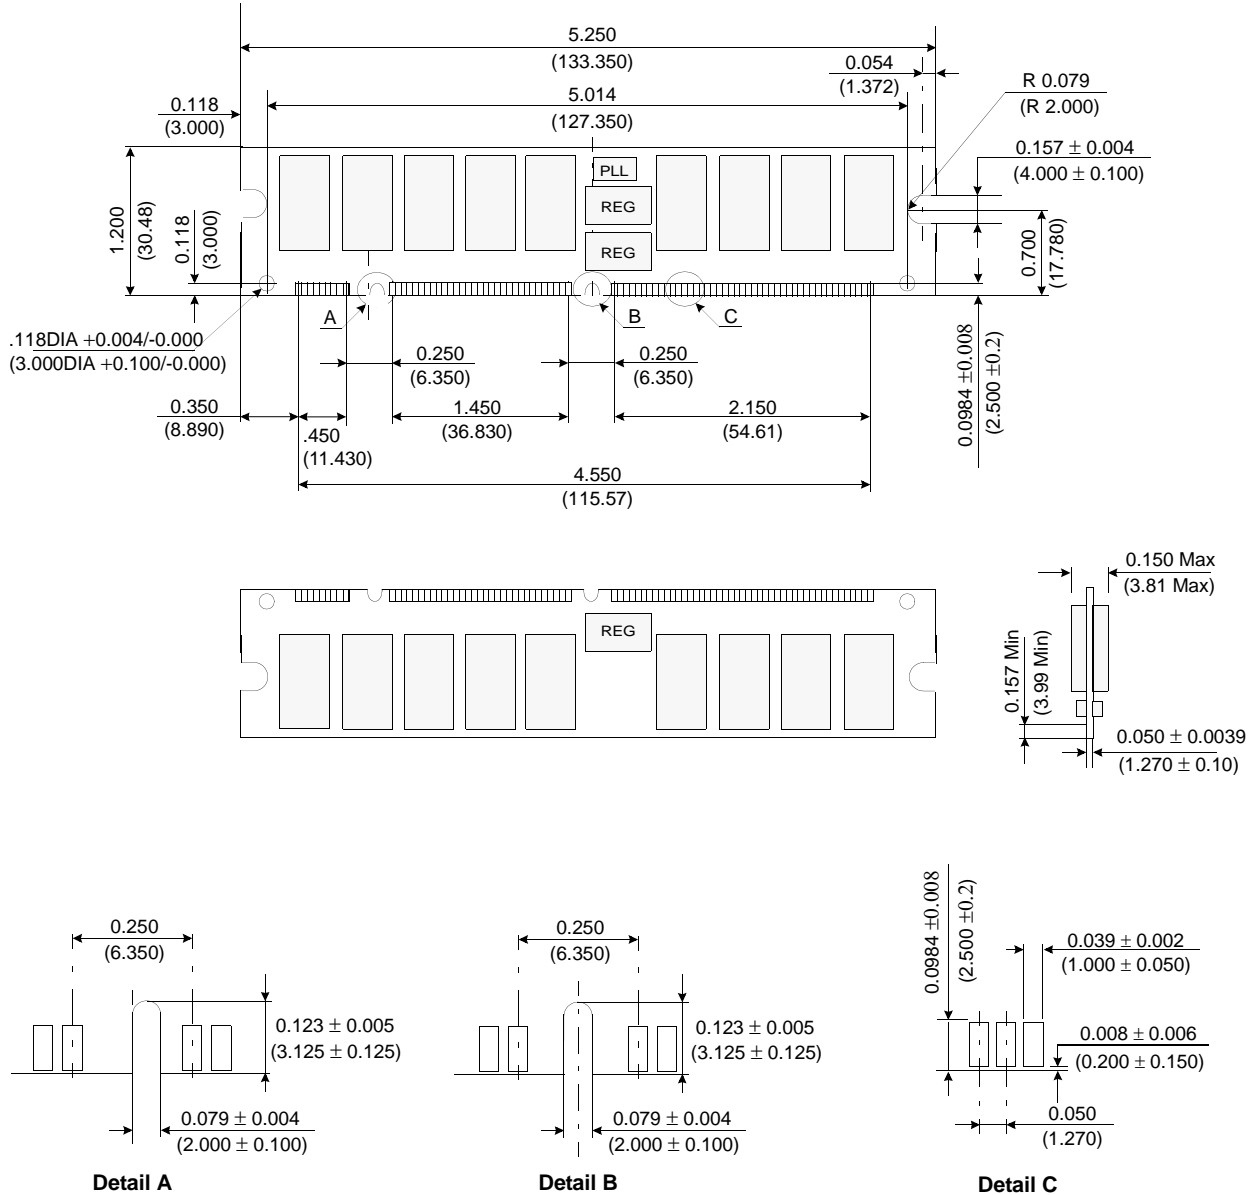 5.250
(133.350)
0.054
(1.372)
R 0.079
(R 2.000)
0.118
(3.000)
5.014
(127.350)
0.157 ± 0.004
(4.000 ± 0.100)
PLL
REG
REG
1.200
(30.48)
0.118
(3.000)
0.700
(17.780)
A
B
C
.118DIA +0.004/-0.000
(3.000DIA +0.100/-0.000)
0.250
(6.350)
0.250
(6.350)
0.0984 ±0.008
(2.500 ±0.2)
0.350
(8.890)
.450
(11.430)
1.450
(36.830)
2.150
(54.61)
4.550
(115.57)
REG
0.150 Max
(3.81 Max)
0.157 Min
(3.99 Min)
0.050 ± 0.0039
(1.270 ± 0.10)
0.250
(6.350)
0.123 ± 0.005
(3.125 ± 0.125)
0.079 ± 0.004
(2.000 ± 0.100)
Detail A
0.250
(6.350)
0.123 ± 0.005
(3.125 ± 0.125)
0.079 ± 0.004
(2.000 ± 0.100)
Detail B
0.0984 ±0.008
(2.500 ±0.2)
0.039 ± 0.002
(1.000 ± 0.050)
0.008 ± 0.006
(0.200 ± 0.150)
0.050
(1.270)
Detail C